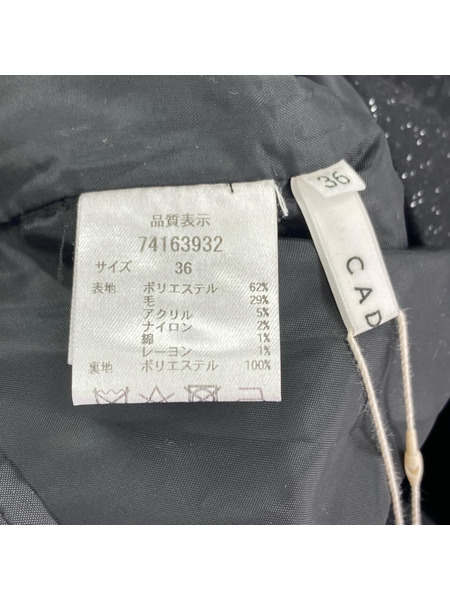 品質表示
74163932
サイズ 36
表地 ポリエステル 62%
毛 29%
アクリル 5%
ナイロン 2%
綿 1%
レーヨン 1%
裏地 ポリエステル 100%
36
CAD